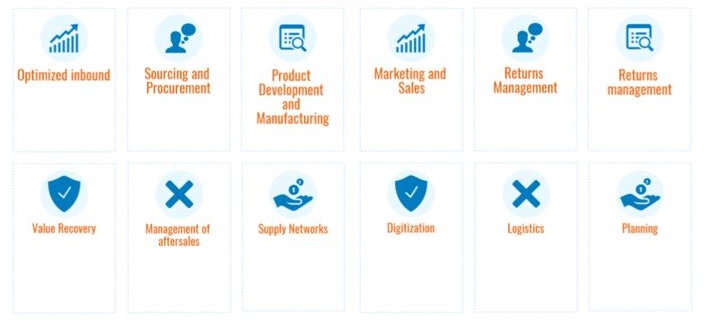 Optimized inbound
Sourcing and
Procurement
Product
Development
and
Manufacturing
Marketing and
Sales
Returns
Management
Returns
management
Value Recovery
Management of
aftersales
Supply Networks
Digitization
Logistics
Planning